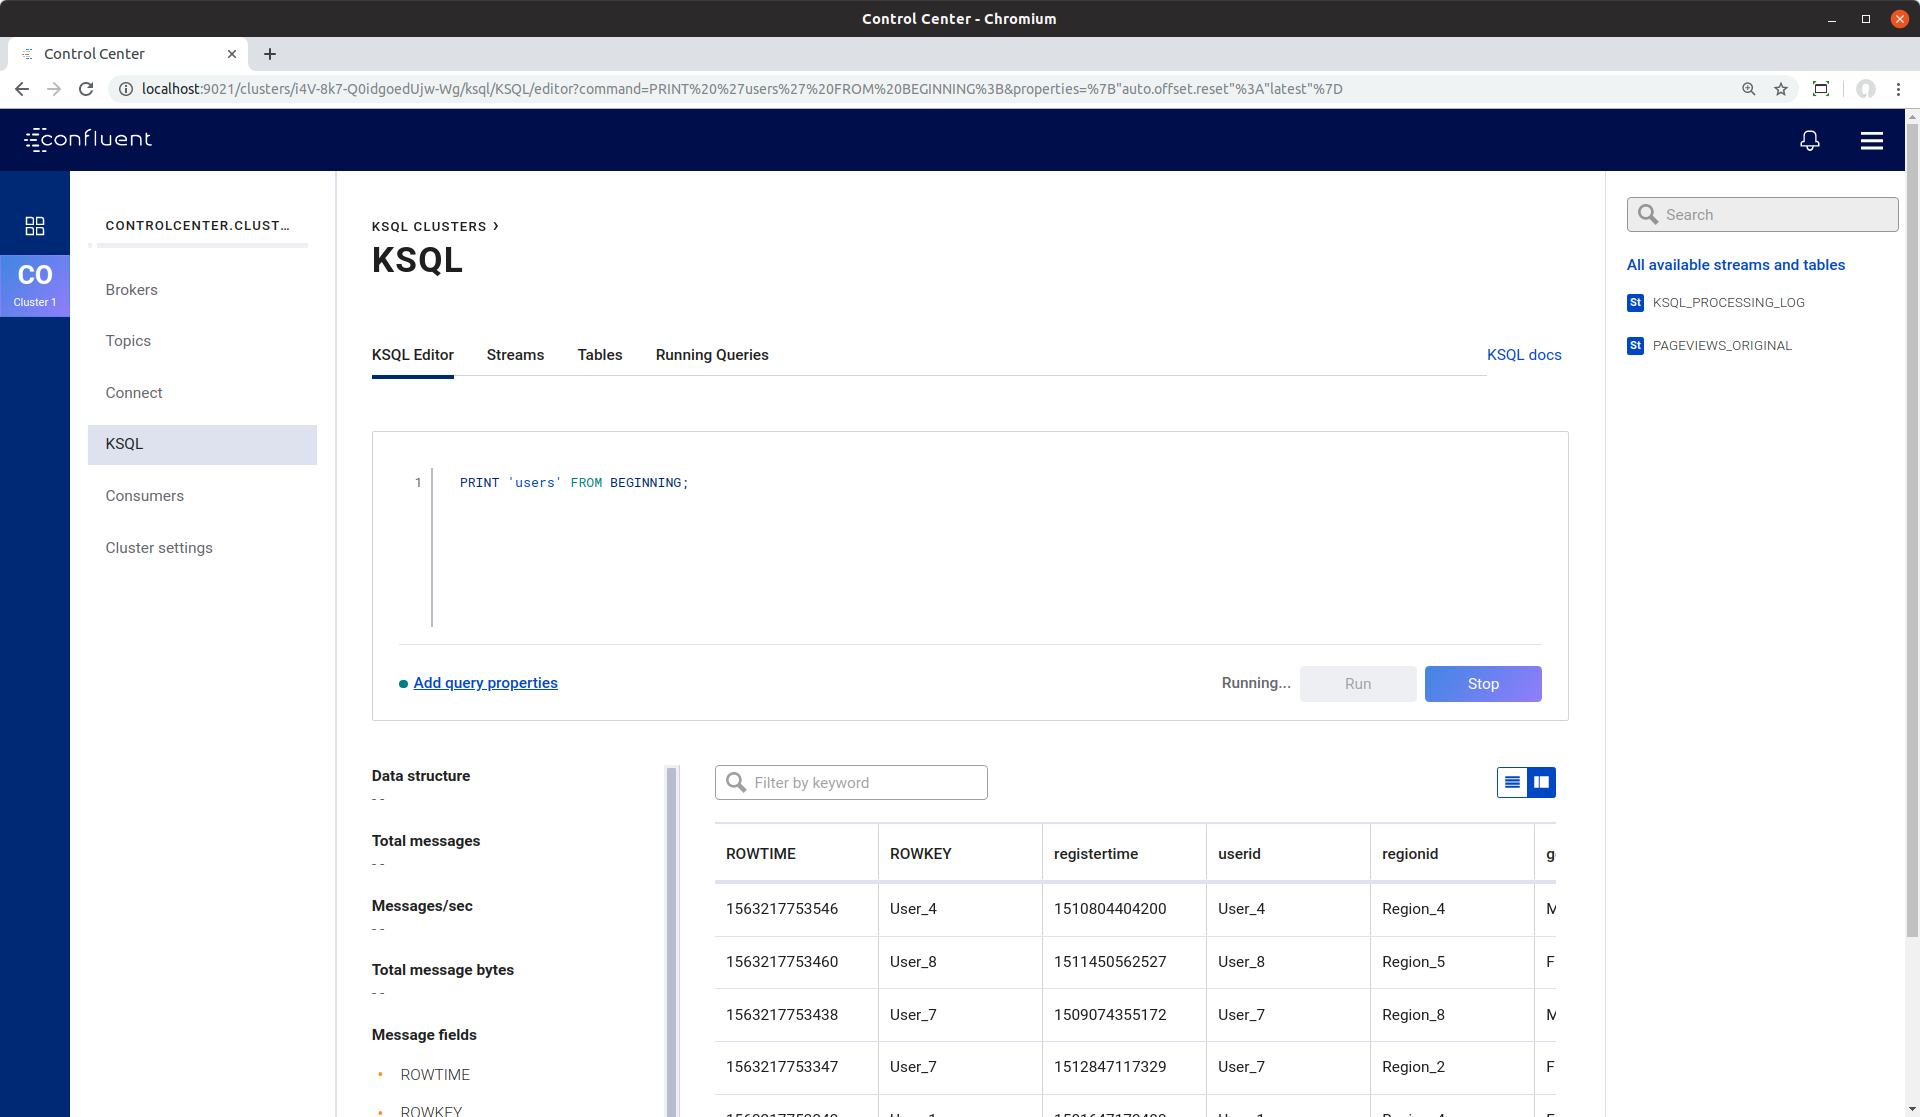 Control Center - Chromium
Control Center
localhost:9021/clusters/i4V-8k7-Q0idgoedUjw-Wg/ksql/KSQL/editor?command=PRINT%20%27users%27%20FROM%20BEGINNING%3B&properties=%7B"auto.offset.reset"%3A"latest"%7D
confluent
CO
Cluster 1
CONTROLCENTER.CLUST...
Brokers
Topics
Connect
KSQL
Consumers
Cluster settings
KSQL CLUSTERS ›
KSQL
KSQL Editor Streams Tables Running Queries KSQL docs
1 PRINT 'users' FROM BEGINNING;
Add query properties Running... Run Stop
Data structure
--
Total messages
--
Messages/sec
--
Total message bytes
--
Message fields
• ROWTIME
• ROWKEY
Filter by keyword
ROWTIME ROWKEY registertime userid regionid
1563217753546 User_4 1510804404200 User_4 Region_4 M
1563217753460 User_8 1511450562527 User_8 Region_5 F
1563217753438 User_7 1509074355172 User_7 Region_8 M
1563217753347 User_7 1512847117329 User_7 Region_2 F
Search
All available streams and tables
St KSQL_PROCESSING_LOG
St PAGEVIEWS_ORIGINAL